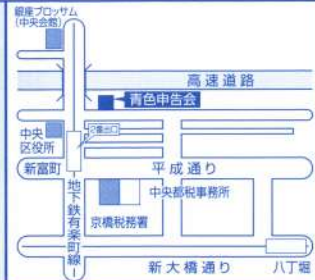 銀座ブロッサム
(中央会館)
高速道路
青色申告会
2番出口
中央
区役所
新富町
平成通り
地下鉄有楽町線
中央都税事務所
京橋税務署
新大橋通り
八丁堀